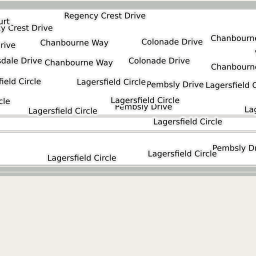 Regency Crest Drive
urt
y Crest Drive
Chanbourne
Colonade Drive
Chanbourne Way
rive
sdale Drive
Chanbourne Way
Colonade Drive
Chanbourne
sfield Circle
Lagersfield Circle
Pembsly Drive
Lagersfield C
cle
Lagersfield Circle
Pembsly Drive
Lagersfield Circle
Lag
Lagersfield Circle
Pembsly Dr
Lagersfield Circle
Lagersfield Circle